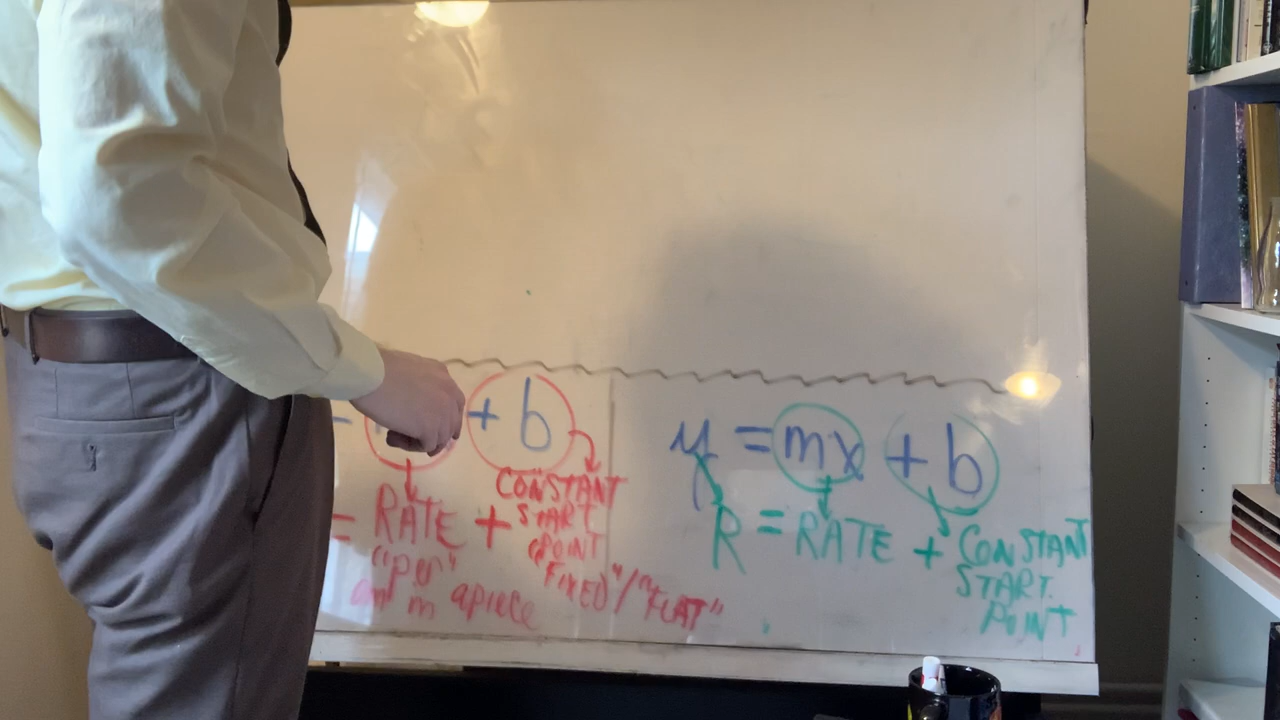 = + b
= RATE + CONSTANT
START
POINT
"per"
"FIXED"/"FLAT"
apiece
y = mx + b
R = RATE + CONSTANT
START
POINT